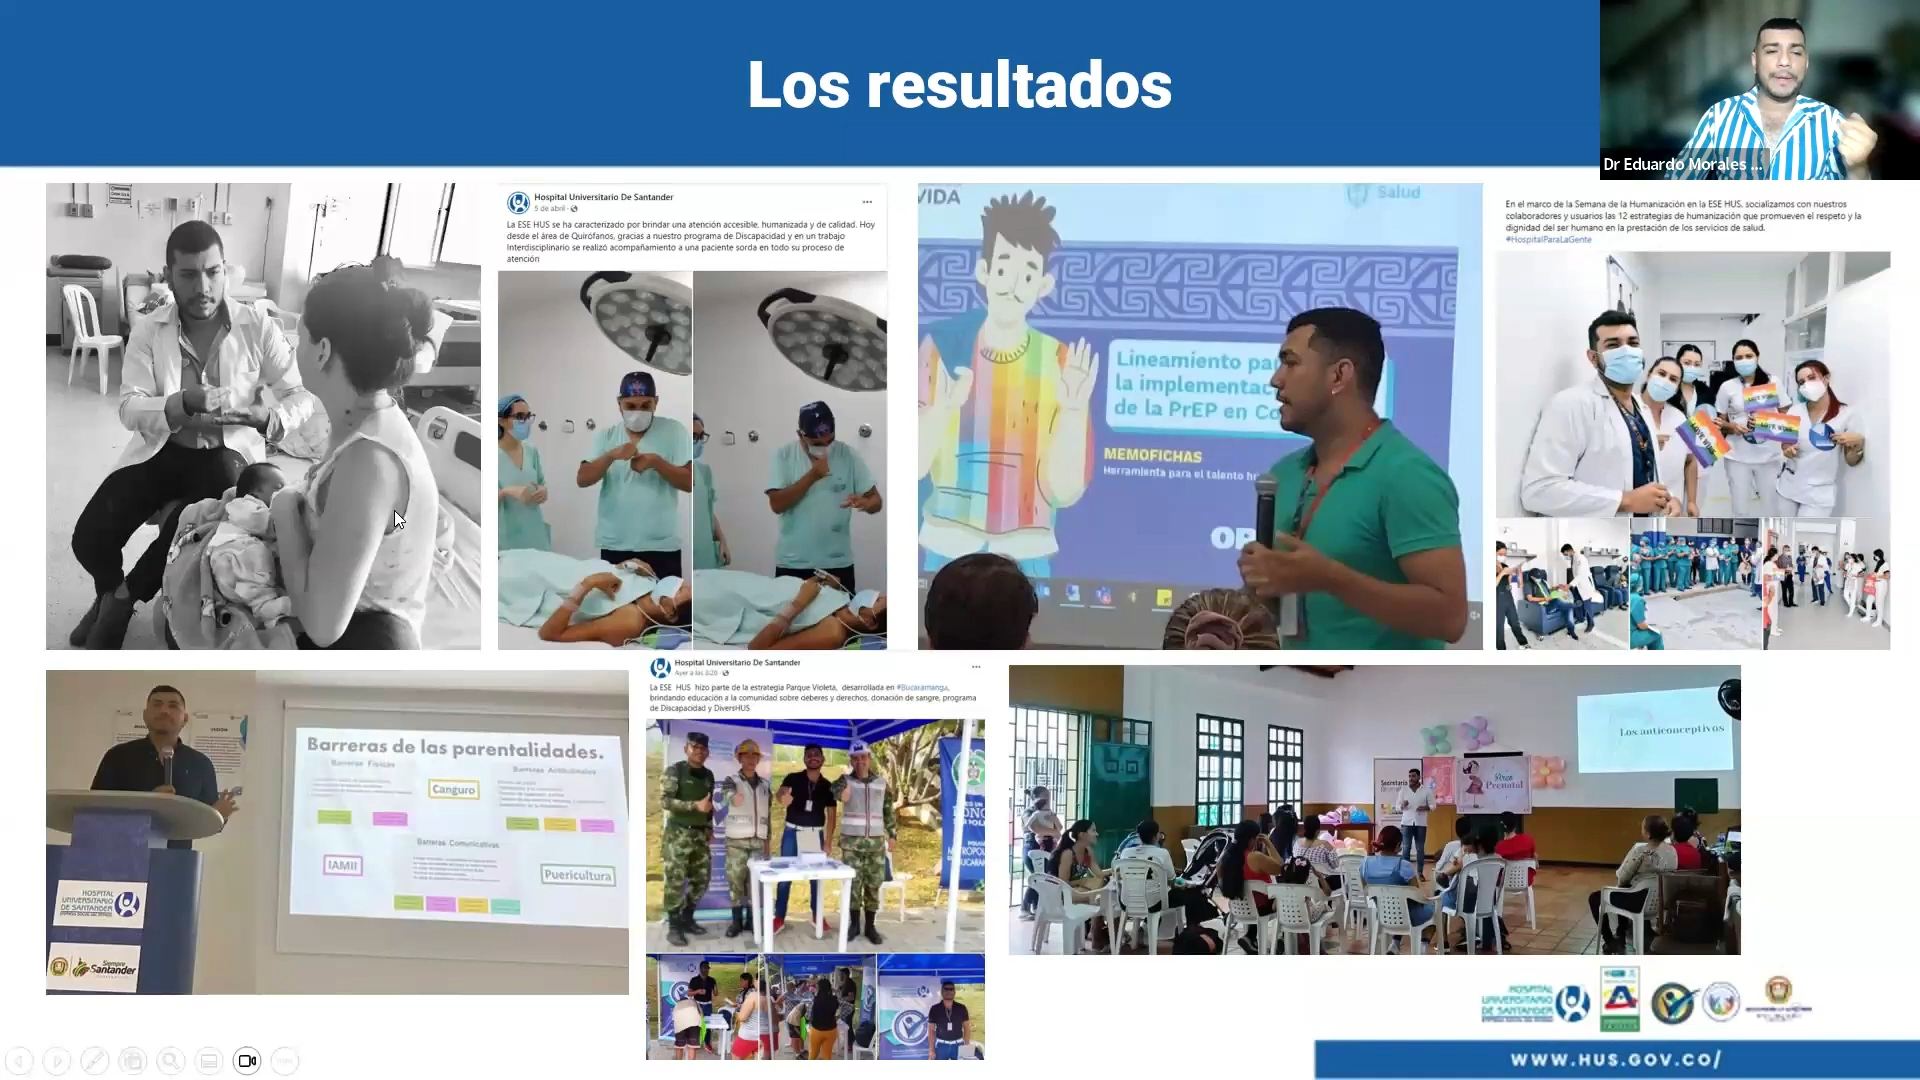 Los resultados
Dr Eduardo Morales ...
Hospital Universitario De Santander
5 de abril
La ESE HUS se ha caracterizado por brindar una atención accesible, humanizada y de calidad. Hoy
desde el área de Quirófanos, gracias a nuestro programa de Discapacidad y en un trabajo
Interdisciplinario se realizó acompañamiento a una paciente sorda en todo su proceso de
atención
VIDA
Salud
Lineamiento pa
la implementac
de la PrEP en Co
MEMOFICHAS
Herramienta para el talento h
OP
En el marco de la Semana de la Humanización en la ESE HUS, socializamos con nuestros
colaboradores y usuarios las 12 estrategias de humanización que promueven el respeto y la
dignidad del ser humano en la prestación de los servicios de salud.
#HospitalParaLaGente
Barreras de las parentalidades.
Barreras Físicas
Barreras Actitudinales
Canguro
Barreras Comunicativas
IAMII
Puericultura
HOSPITAL
UNIVERSITARIO
DE SANTANDER
Siempre
Santander
Hospital Universitario De Santander
La ESE HUS hizo parte de la estrategia Parque Violeta, desarrollada en #Bucaramanga,
brindando educación a la comunidad sobre deberes y derechos, donación de sangre, programa
de Discapacidad y DiversHUS
Los anticonceptivos
Secretaría
Prenatal
HOSPITAL
UNIVERSITARIO
DE SANTANDER
WWW.HUS.GOV.CO/